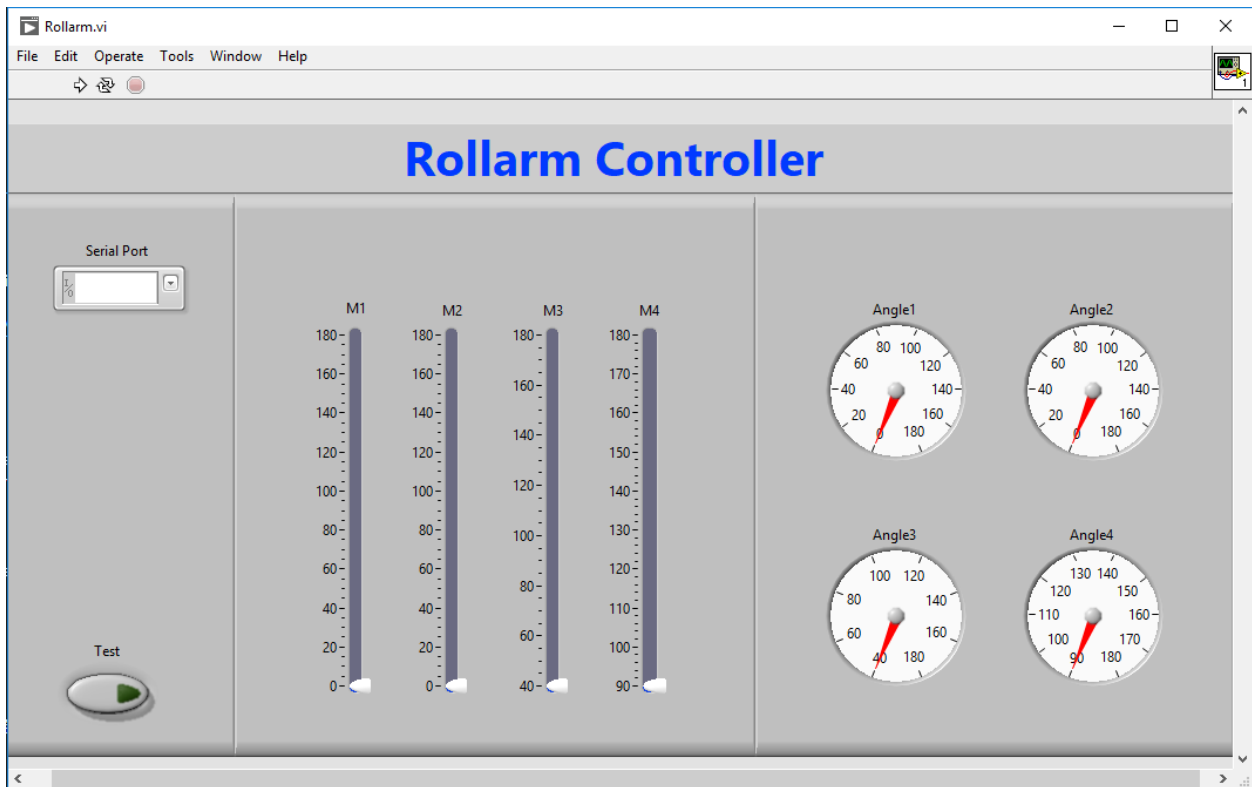 Rollarm.vi
File Edit Operate Tools Window Help
1
Rollarm Controller
Serial Port
I/O
Test
M1
180
160
140
120
100
80
60
40
20
0
M2
180
160
140
120
100
80
60
40
20
0
M3
180
160
140
120
100
80
60
40
M4
180
170
160
150
140
130
120
110
100
90
Angle1
0 20 40 60 80 100 120 140 160 180
Angle2
0 20 40 60 80 100 120 140 160 180
Angle3
40 60 80 100 120 140 160 180
Angle4
90 100 110 120 130 140 150 160 170 180